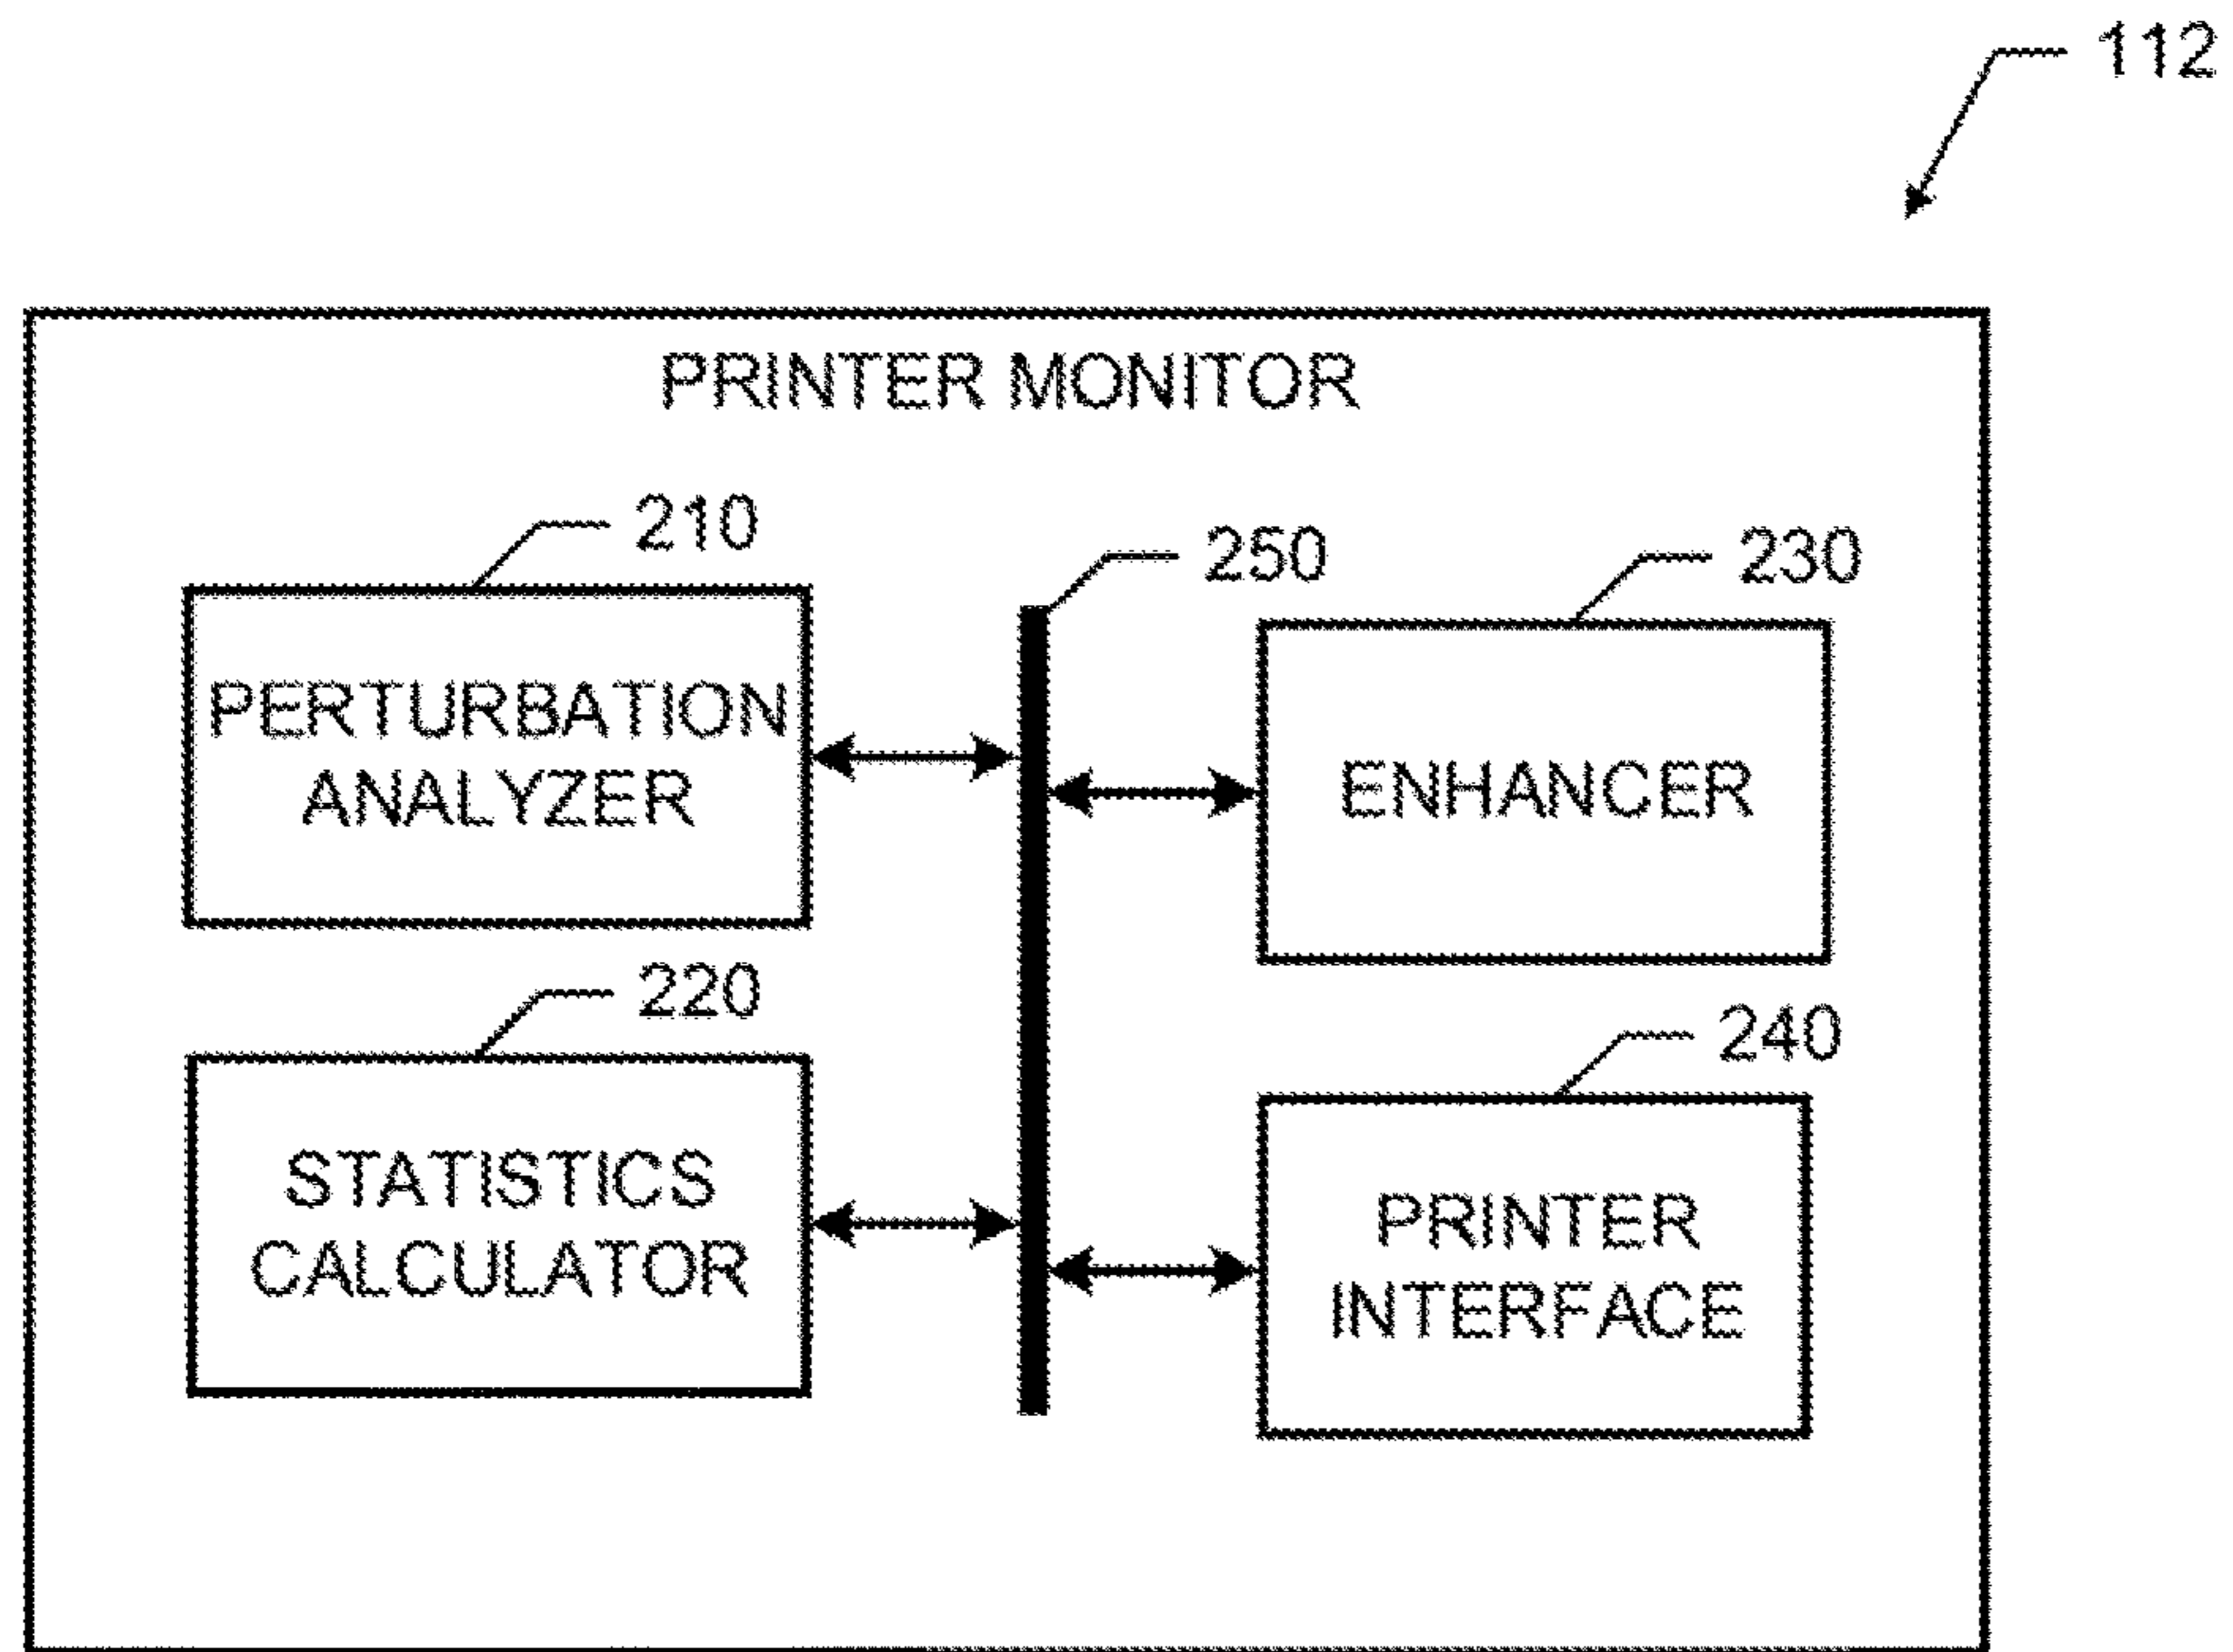 112
PRINTER MONITOR
210
250
230
PERTURBATION
ANALYZER
ENHANCER
220
240
STATISTICS
CALCULATOR
PRINTER
INTERFACE